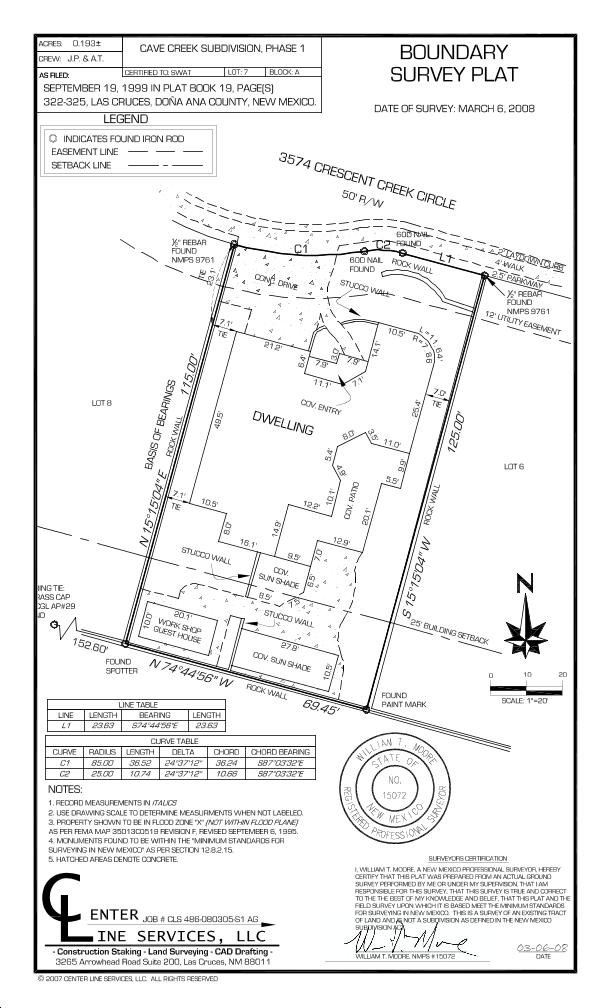 ACRES: 0.193±
CREW: J.P. & A.T.
CAVE CREEK SUBDIVISION, PHASE 1
CERTIFIED TO: SWAT LOT: 7 BLOCK: A
AS FILED:
SEPTEMBER 19, 1999 IN PLAT BOOK 19, PAGE(S)
322-325, LAS CRUCES, DOÑA ANA COUNTY, NEW MEXICO.
BOUNDARY
SURVEY PLAT
DATE OF SURVEY: MARCH 6, 2008
LEGEND
INDICATES FOUND IRON ROD
EASEMENT LINE
SETBACK LINE
3574 CRESCENT CREEK CIRCLE
50' R/W
½" REBAR
FOUND
NMPS 9761
C1
C2
60D NAIL
FOUND
60D NAIL
FOUND
L1
2' LAYDOWN CURB
4' WALK
2.5' PARKWAY
½" REBAR
FOUND
NMPS 9761
12' UTILITY EASEMENT
ROCK WALL
STUCCO WALL
CONC. DRIVE
TIE
23.1'
7.1'
TIE
21.2'
6.4'
7.9'
3.0'
7.9'
14.1'
11.1'
7.1'
10.5'
L=11.64'
R=7.86
COV. ENTRY
7.0'
TIE
25.4'
DWELLING
49.5'
LOT 8
BASIS OF BEARINGS
N 15°15'04" E 115.00'
ROCK WALL
125.00'
LOT 6
S 15°15'04" W
ROCK WALL
6.0'
3.5'
11.0'
5.4'
4.9'
9.9'
5.5'
10.1'
COV. PATIO
20.1'
7.1'
TIE
10.5'
8.0'
16.1'
14.9'
12.2'
12.9'
7.0'
9.5'
STUCCO WALL
COV.
SUN SHADE
6.5'
8.5'
STUCCO WALL
25' BUILDING SETBACK
ING TIE:
RASS CAP
CGL AP#29
ND
152.60'
10.0'
20.1'
WORK SHOP
GUEST HOUSE
27.8'
COV. SUN SHADE
10.5'
FOUND
SPOTTER
N 74°44'56" W
ROCK WALL
69.45'
FOUND
PAINT MARK
N
0 10 20
SCALE: 1"=20'
LINE TABLE
LINE LENGTH BEARING LENGTH
L1 23.63 S74°44'56"E 23.63
CURVE TABLE
CURVE RADIUS LENGTH DELTA CHORD CHORD BEARING
C1 85.00 36.52 24°37'12" 36.24 S87°03'32"E
C2 25.00 10.74 24°37'12" 10.66 S87°03'32"E
NOTES:
1. RECORD MEASUREMENTS IN ITALICS
2. USE DRAWING SCALE TO DETERMINE MEASURMENTS WHEN NOT LABELED.
3. PROPERTY SHOWN TO BE IN FLOOD ZONE "X" (NOT WITHIN FLOOD PLANE)
AS PER FEMA MAP 35013C0519 REVISION F, REVISED SEPTEMBER 6, 1995.
4. MONUMENTS FOUND TO BE WITHIN THE "MINIMUM STANDARDS FOR
SURVEYING IN NEW MEXICO" AS PER SECTION 12.8.2.15.
5. HATCHED AREAS DENOTE CONCRETE.
WILLIAM T. MOORE
STATE OF
NO.
15072
NEW MEXICO
REGISTERED PROFESSIONAL SURVEYOR
SURVEYORS CERTIFICATION
I, WILLIAM T. MOORE, A NEW MEXICO PROFESSIONAL SURVEYOR, HEREBY
CERTIFY THAT THIS PLAT WAS PREPARED FROM AN ACTUAL GROUND
SURVEY PERFORMED BY ME OR UNDER MY SUPERVISION, THAT I AM
RESPONSIBLE FOR THIS SURVEY, THAT THIS SURVEY IS TRUE AND CORRECT
TO THE THE BEST OF MY KNOWLEDGE AND BELIEF, THAT THIS PLAT AND THE
FIELD SURVEY UPON WHICH IT IS BASED MEET THE MINIMUM STANDARDS
FOR SURVEYING IN NEW MEXICO. THIS IS A SURVEY OF AN EXISTING TRACT
OF LAND AND IS NOT A SUBDIVISION AS DEFINED IN THE NEW MEXICO
SUBDIVISION ACT.
WILLIAM T. MOORE, NMPS #15072
03-06-08
DATE
CENTER JOB # CLS 486-080305-S1 AG
LINE SERVICES, LLC
- Construction Staking - Land Surveying - CAD Drafting -
3265 Arrowhead Road Suite 200, Las Cruces, NM 88011
© 2007 CENTER LINE SERVICES, LLC. ALL RIGHTS RESERVED